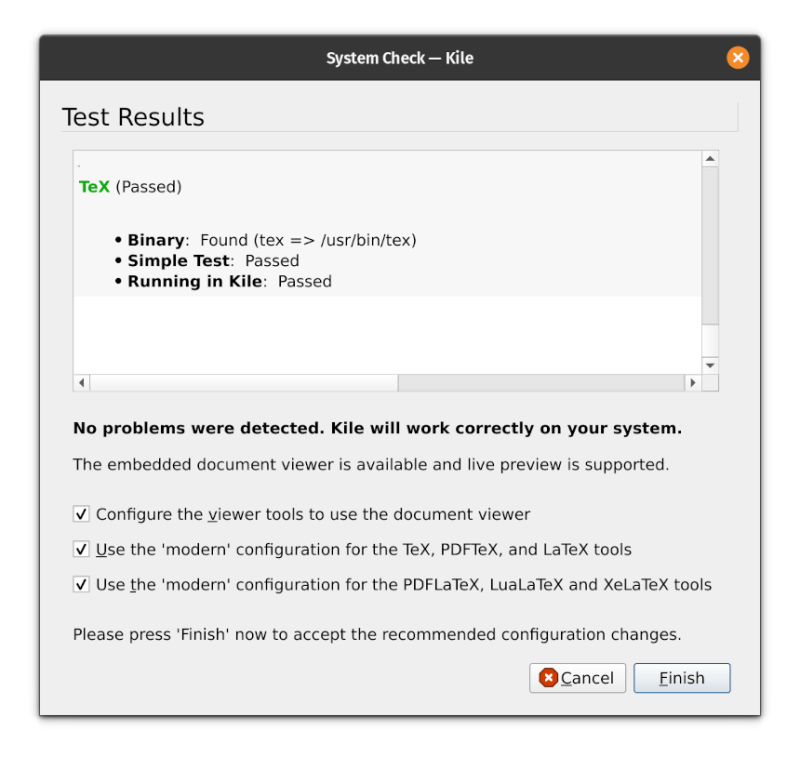 System Check — Kile
Test Results
TeX (Passed)
• Binary: Found (tex => /usr/bin/tex)
• Simple Test: Passed
• Running in Kile: Passed
No problems were detected. Kile will work correctly on your system.
The embedded document viewer is available and live preview is supported.
Configure the viewer tools to use the document viewer
Use the 'modern' configuration for the TeX, PDFTeX, and LaTeX tools
Use the 'modern' configuration for the PDFLaTeX, LuaLaTeX and XeLaTeX tools
Please press 'Finish' now to accept the recommended configuration changes.
Cancel Finish